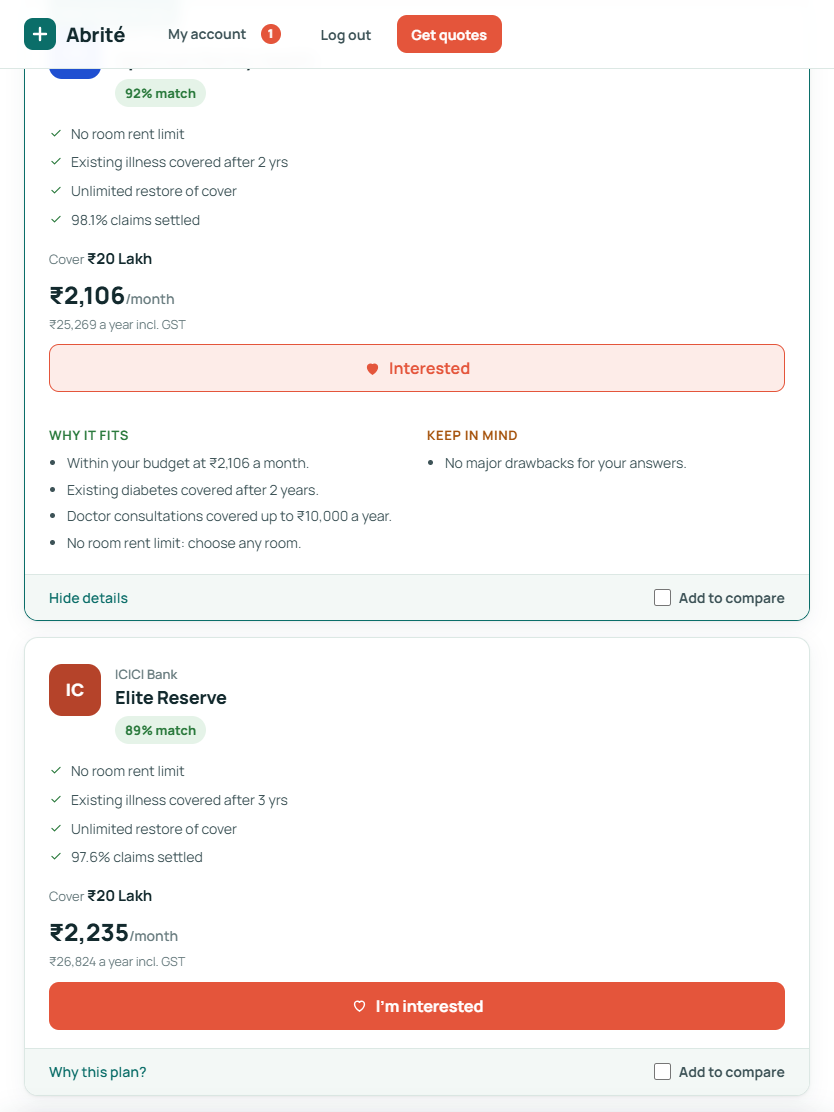 Abrité
My account 1
Log out
Get quotes
92% match
No room rent limit
Existing illness covered after 2 yrs
Unlimited restore of cover
98.1% claims settled
Cover ₹20 Lakh
₹2,106/month
₹25,269 a year incl. GST
Interested
WHY IT FITS
Within your budget at ₹2,106 a month.
Existing diabetes covered after 2 years.
Doctor consultations covered up to ₹10,000 a year.
No room rent limit: choose any room.
KEEP IN MIND
No major drawbacks for your answers.
Hide details
Add to compare
IC
ICICI Bank
Elite Reserve
89% match
No room rent limit
Existing illness covered after 3 yrs
Unlimited restore of cover
97.6% claims settled
Cover ₹20 Lakh
₹2,235/month
₹26,824 a year incl. GST
I'm interested
Why this plan?
Add to compare